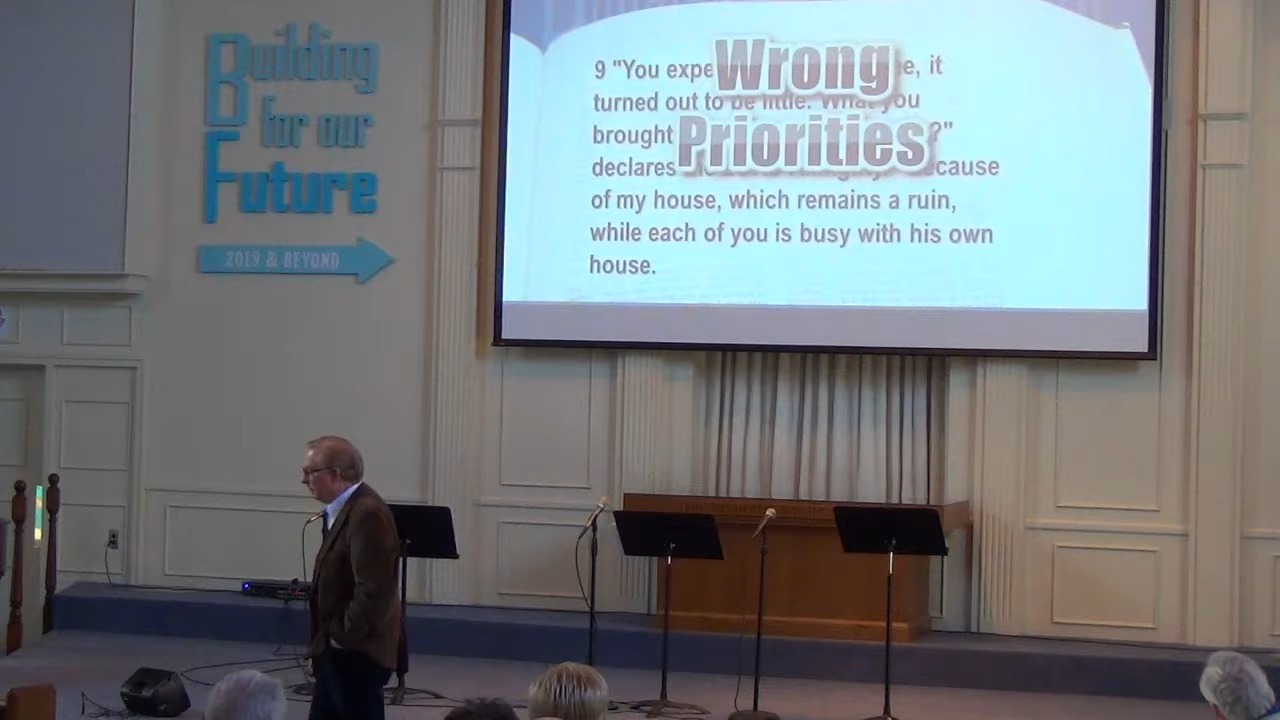 Building
for our
Future
2019 & BEYOND
Wrong
Priorities
9 "You expe e, it
turned out to be little. What you
brought ?"
declares cause
of my house, which remains a ruin,
while each of you is busy with his own
house.